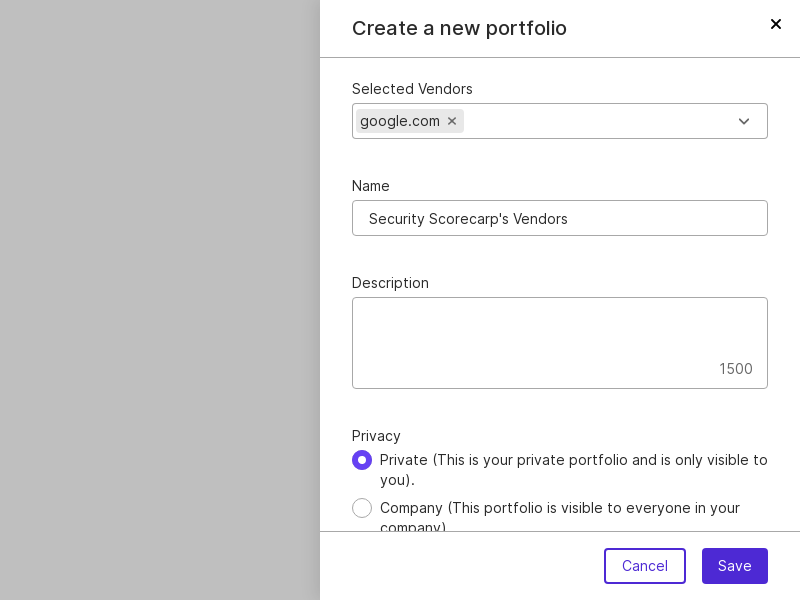 Create a new portfolio
Selected Vendors
google.com
Name
Security Scorecarp's Vendors
Description
1500
Privacy
Private (This is your private portfolio and is only visible to
you).
Company (This portfolio is visible to everyone in your
company)
Cancel
Save